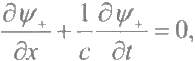 ∂ψ₊/∂x + 1/c ∂ψ₊/∂t = 0,